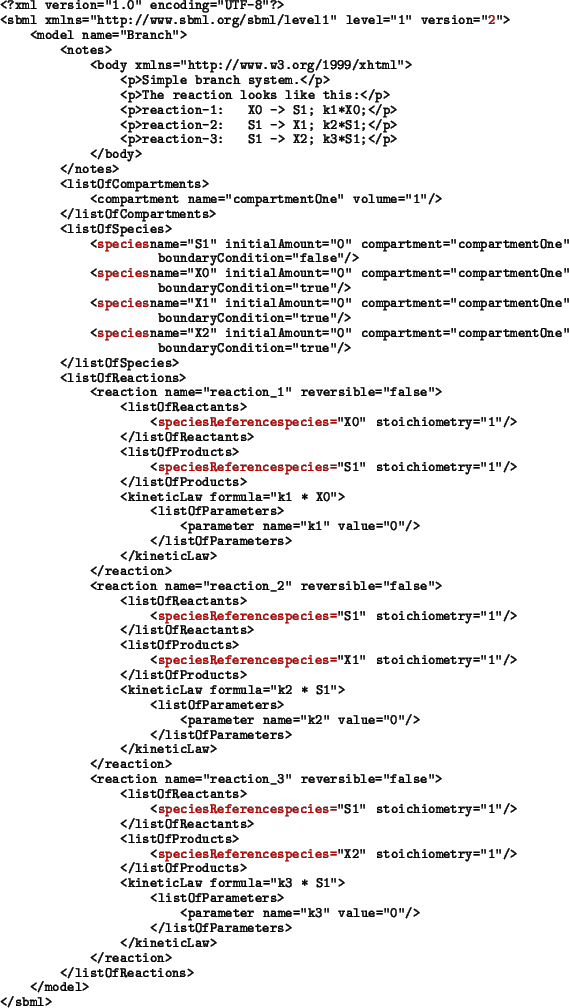 <?xml version="1.0" encoding="UTF-8"?>
<sbml xmlns="http://www.sbml.org/sbml/level1" level="1" version="2">
<model name="Branch">
<notes>
<body xmlns="http://www.w3.org/1999/xhtml">
<p>Simple branch system.</p>
<p>The reaction looks like this:</p>
<p>reaction-1:   X0 -> S1; k1*X0;</p>
<p>reaction-2:   S1 -> X1; k2*S1;</p>
<p>reaction-3:   S1 -> X2; k3*S1;</p>
</body>
</notes>
<listOfCompartments>
<compartment name="compartmentOne" volume="1"/>
</listOfCompartments>
<listOfSpecies>
<speciesname="S1" initialAmount="0" compartment="compartmentOne"
boundaryCondition="false"/>
<speciesname="X0" initialAmount="0" compartment="compartmentOne"
boundaryCondition="true"/>
<speciesname="X1" initialAmount="0" compartment="compartmentOne"
boundaryCondition="true"/>
<speciesname="X2" initialAmount="0" compartment="compartmentOne"
boundaryCondition="true"/>
</listOfSpecies>
<listOfReactions>
<reaction name="reaction_1" reversible="false">
<listOfReactants>
<speciesReferencespecies="X0" stoichiometry="1"/>
</listOfReactants>
<listOfProducts>
<speciesReferencespecies="S1" stoichiometry="1"/>
</listOfProducts>
<kineticLaw formula="k1 * X0">
<listOfParameters>
<parameter name="k1" value="0"/>
</listOfParameters>
</kineticLaw>
</reaction>
<reaction name="reaction_2" reversible="false">
<listOfReactants>
<speciesReferencespecies="S1" stoichiometry="1"/>
</listOfReactants>
<listOfProducts>
<speciesReferencespecies="X1" stoichiometry="1"/>
</listOfProducts>
<kineticLaw formula="k2 * S1">
<listOfParameters>
<parameter name="k2" value="0"/>
</listOfParameters>
</kineticLaw>
</reaction>
<reaction name="reaction_3" reversible="false">
<listOfReactants>
<speciesReferencespecies="S1" stoichiometry="1"/>
</listOfReactants>
<listOfProducts>
<speciesReferencespecies="X2" stoichiometry="1"/>
</listOfProducts>
<kineticLaw formula="k3 * S1">
<listOfParameters>
<parameter name="k3" value="0"/>
</listOfParameters>
</kineticLaw>
</reaction>
</listOfReactions>
</model>
</sbml>